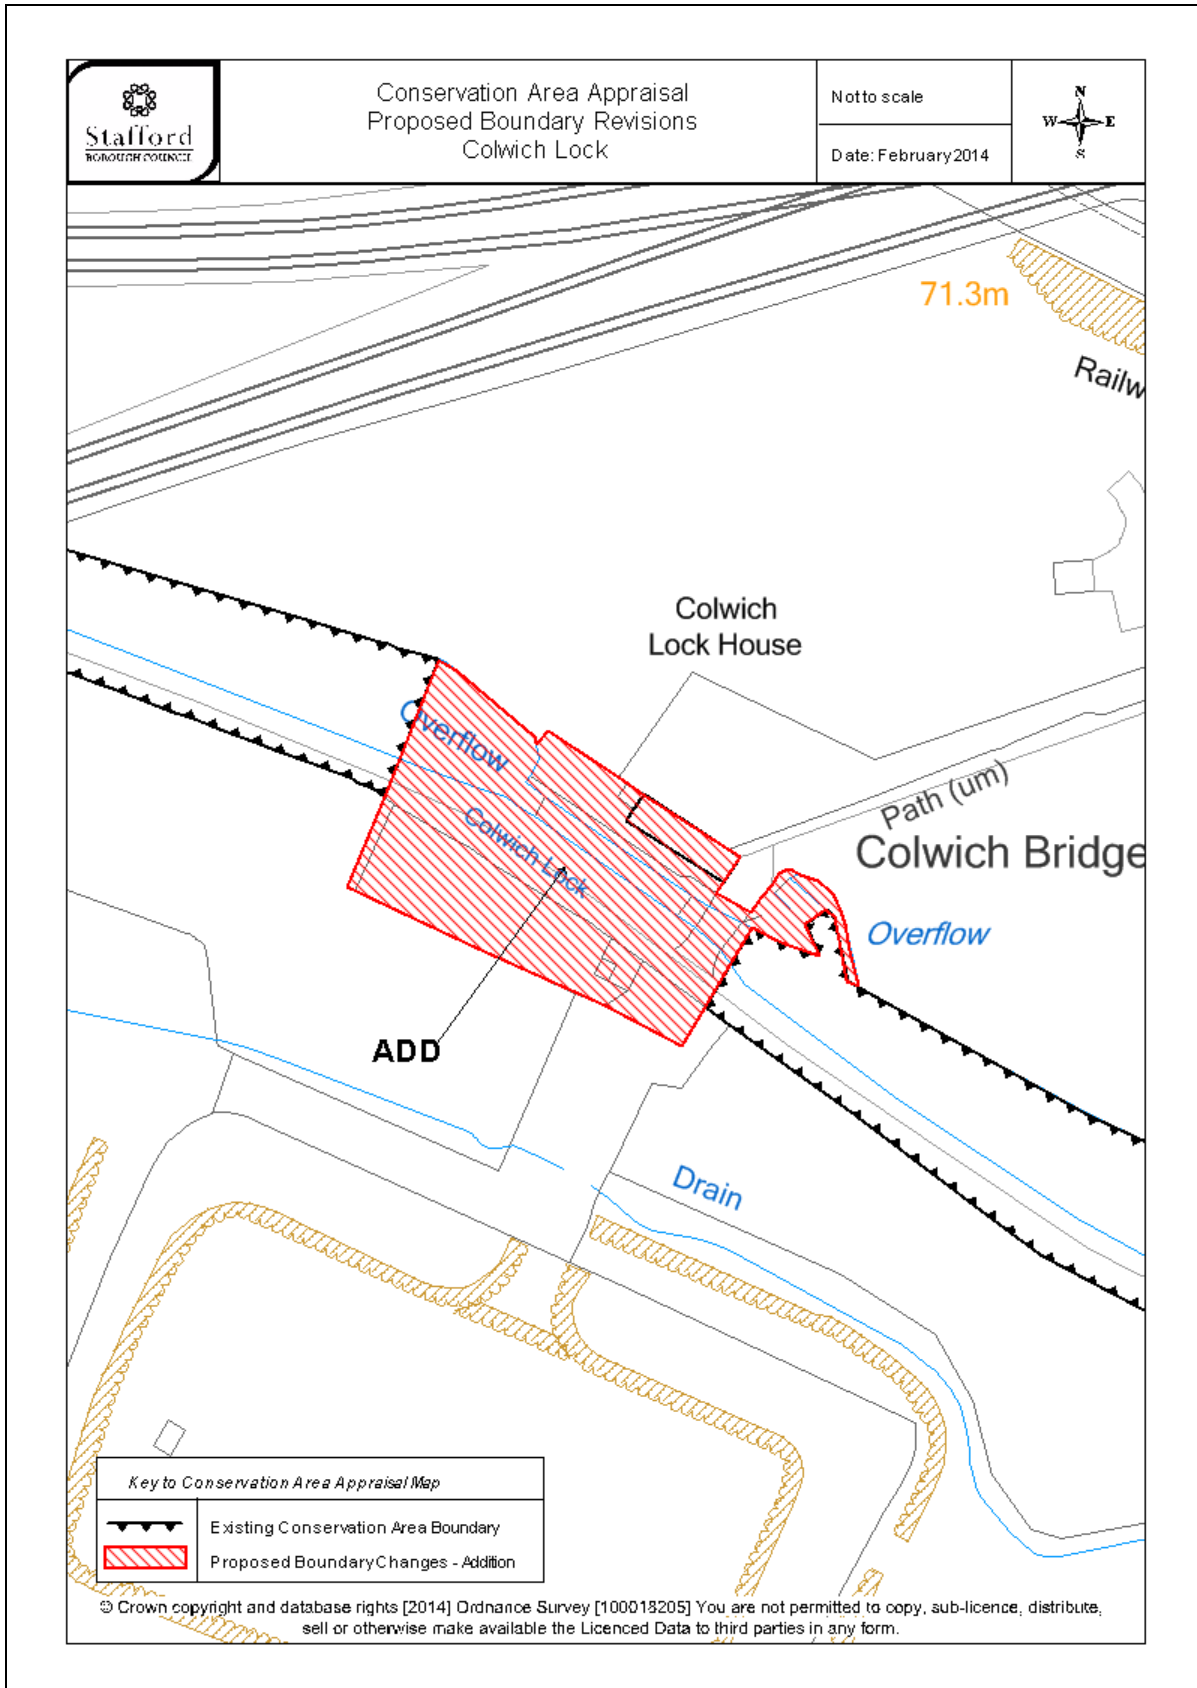 Stafford
BOROUGH COUNCIL
Conservation Area Appraisal
Proposed Boundary Revisions
Colwich Lock
Not to scale
Date: February 2014
N
W E
S
71.3m
Railw
Colwich
Lock House
Overflow
Path (um)
Colwich Lock
Colwich Bridge
Overflow
ADD
Drain
Key to Conservation Area Appraisal Map
Existing Conservation Area Boundary
Proposed Boundary Changes - Addition
© Crown copyright and database rights [2014] Ordnance Survey [100018205] You are not permitted to copy, sub-licence, distribute,
sell or otherwise make available the Licenced Data to third parties in any form.